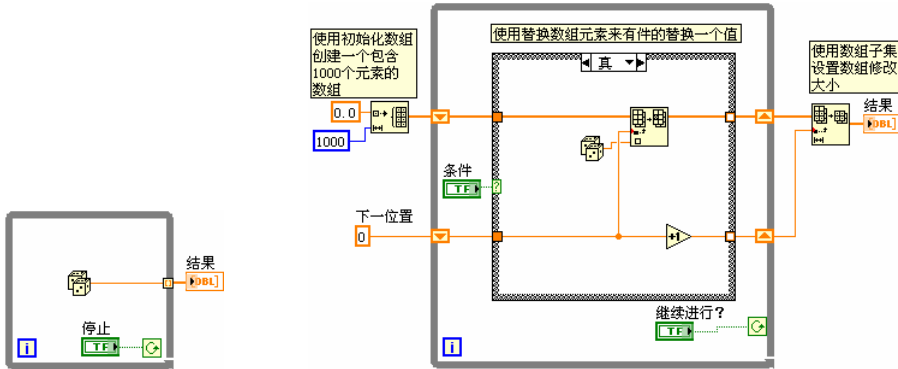 结果
DBL]
停止
TF
i
使用初始化数组
创建一个包含
1000个元素的
数组
0.0
1000
条件
TF
下一位置
0
使用替换数组元素来有件的替换一个值
真
?
+1
继续进行?
TF
i
使用数组子集
设置数组修改
大小
结果
DBL]